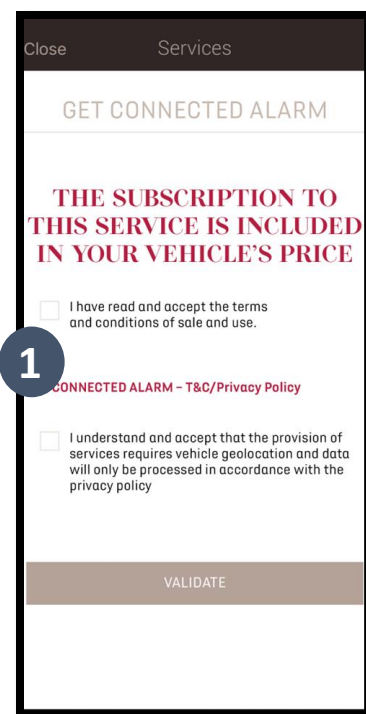 Close Services
GET CONNECTED ALARM
THE SUBSCRIPTION TO
THIS SERVICE IS INCLUDED
IN YOUR VEHICLE'S PRICE
I have read and accept the terms
and conditions of sale and use.
1
CONNECTED ALARM – T&C/Privacy Policy
I understand and accept that the provision of
services requires vehicle geolocation and data
will only be processed in accordance with the
privacy policy
VALIDATE